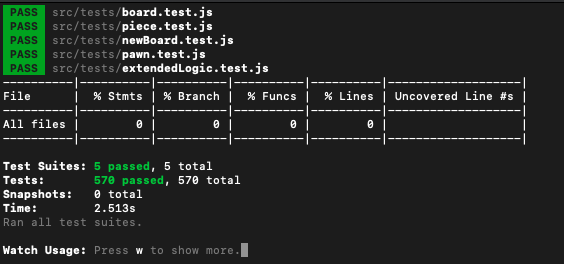 PASS src/tests/board.test.js
PASS src/tests/piece.test.js
PASS src/tests/newBoard.test.js
PASS src/tests/pawn.test.js
PASS src/tests/extendedLogic.test.js
----------|----------|----------|----------|----------|-------------------|
File      |  % Stmts | % Branch |  % Funcs |  % Lines | Uncovered Line #s |
----------|----------|----------|----------|----------|-------------------|
All files |        0 |        0 |        0 |        0 |                   |
----------|----------|----------|----------|----------|-------------------|
Test Suites: 5 passed, 5 total
Tests:       570 passed, 570 total
Snapshots:   0 total
Time:        2.513s
Ran all test suites.
Watch Usage: Press w to show more.